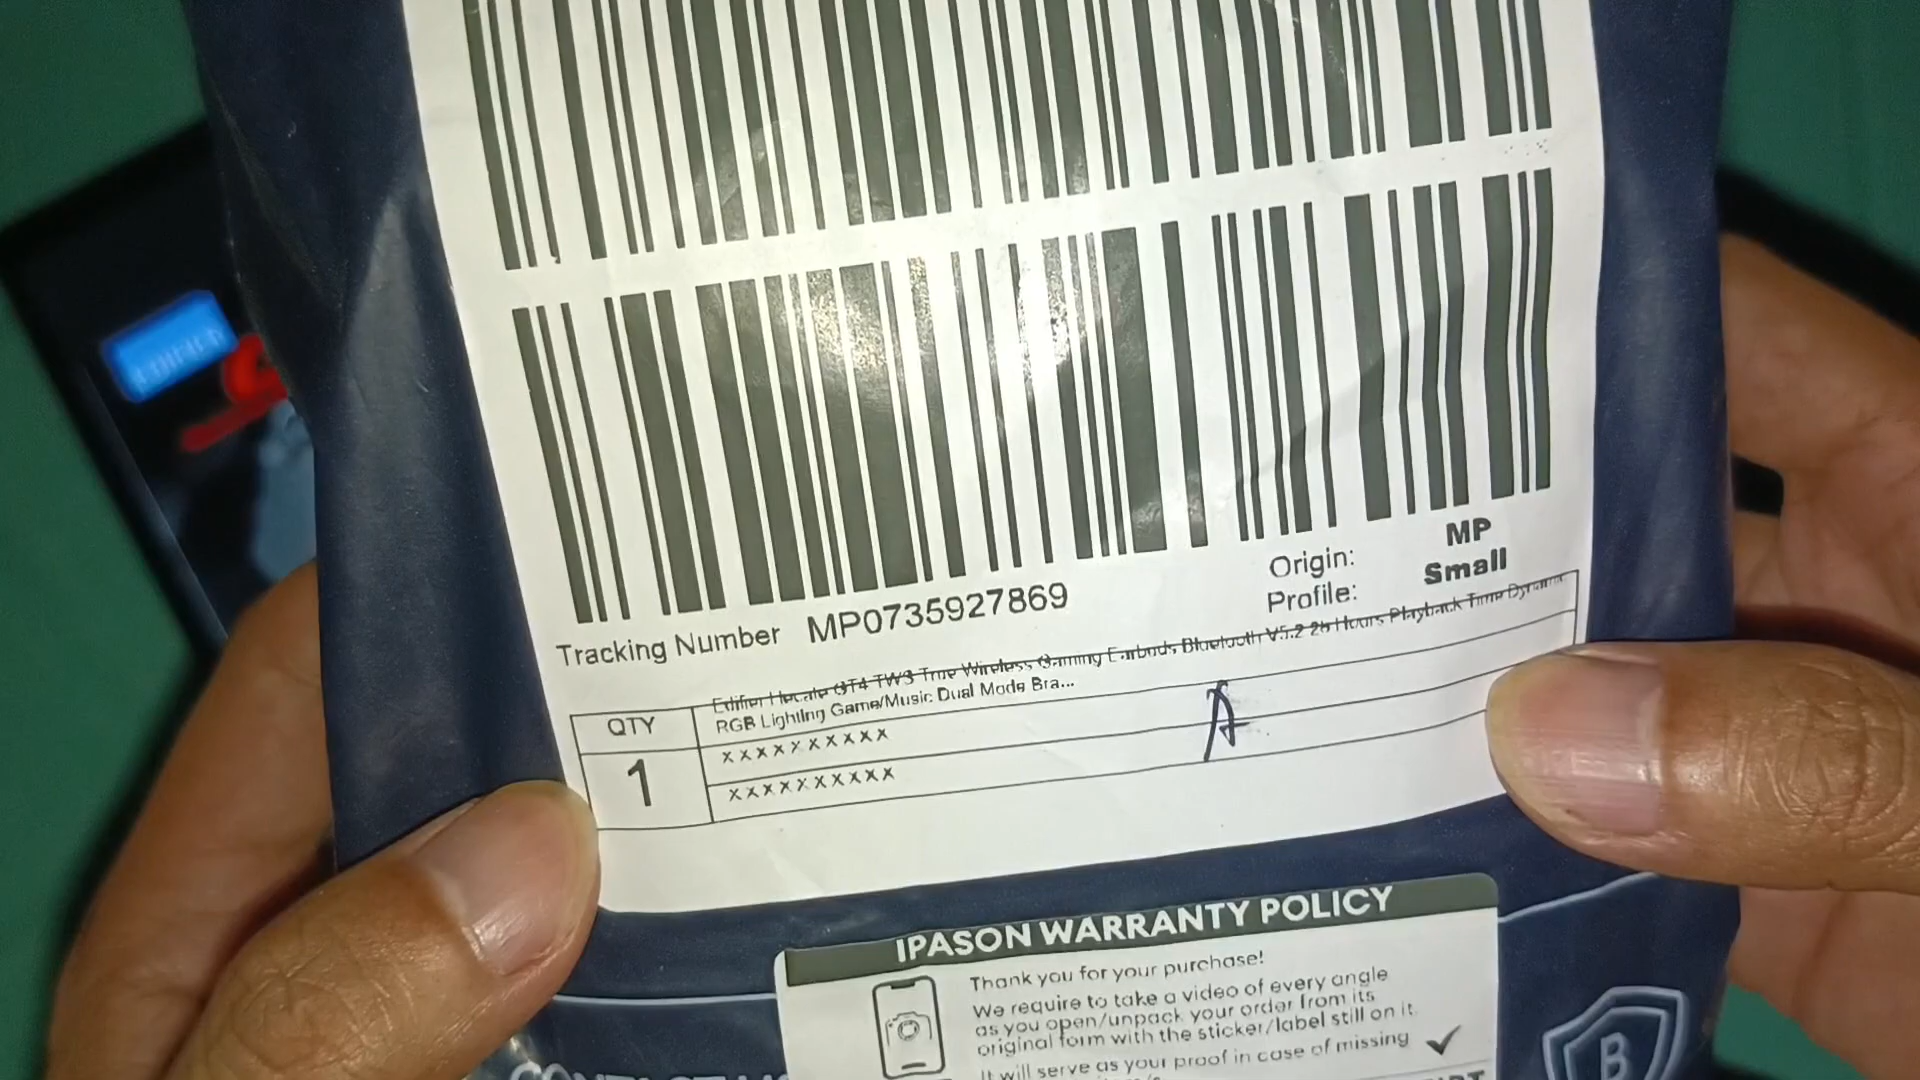 Origin: MP
Profile: Small
Tracking Number MP0735927869
Edifier Hecate GT4 TWS True Wireless Gaming Earbuds Bluetooth V5.2 Hours Playback Time
QTY RGB Lighting Game/Music Dual Mode Bra...
1 xxxxxxxxxx
xxxxxxxxxx
IPASON WARRANTY POLICY
Thank you for your purchase!
We require to take a video of every angle
as you open/unpack your order from its
original form with the sticker/label still on it.
It will serve as your proof in case of missing
B